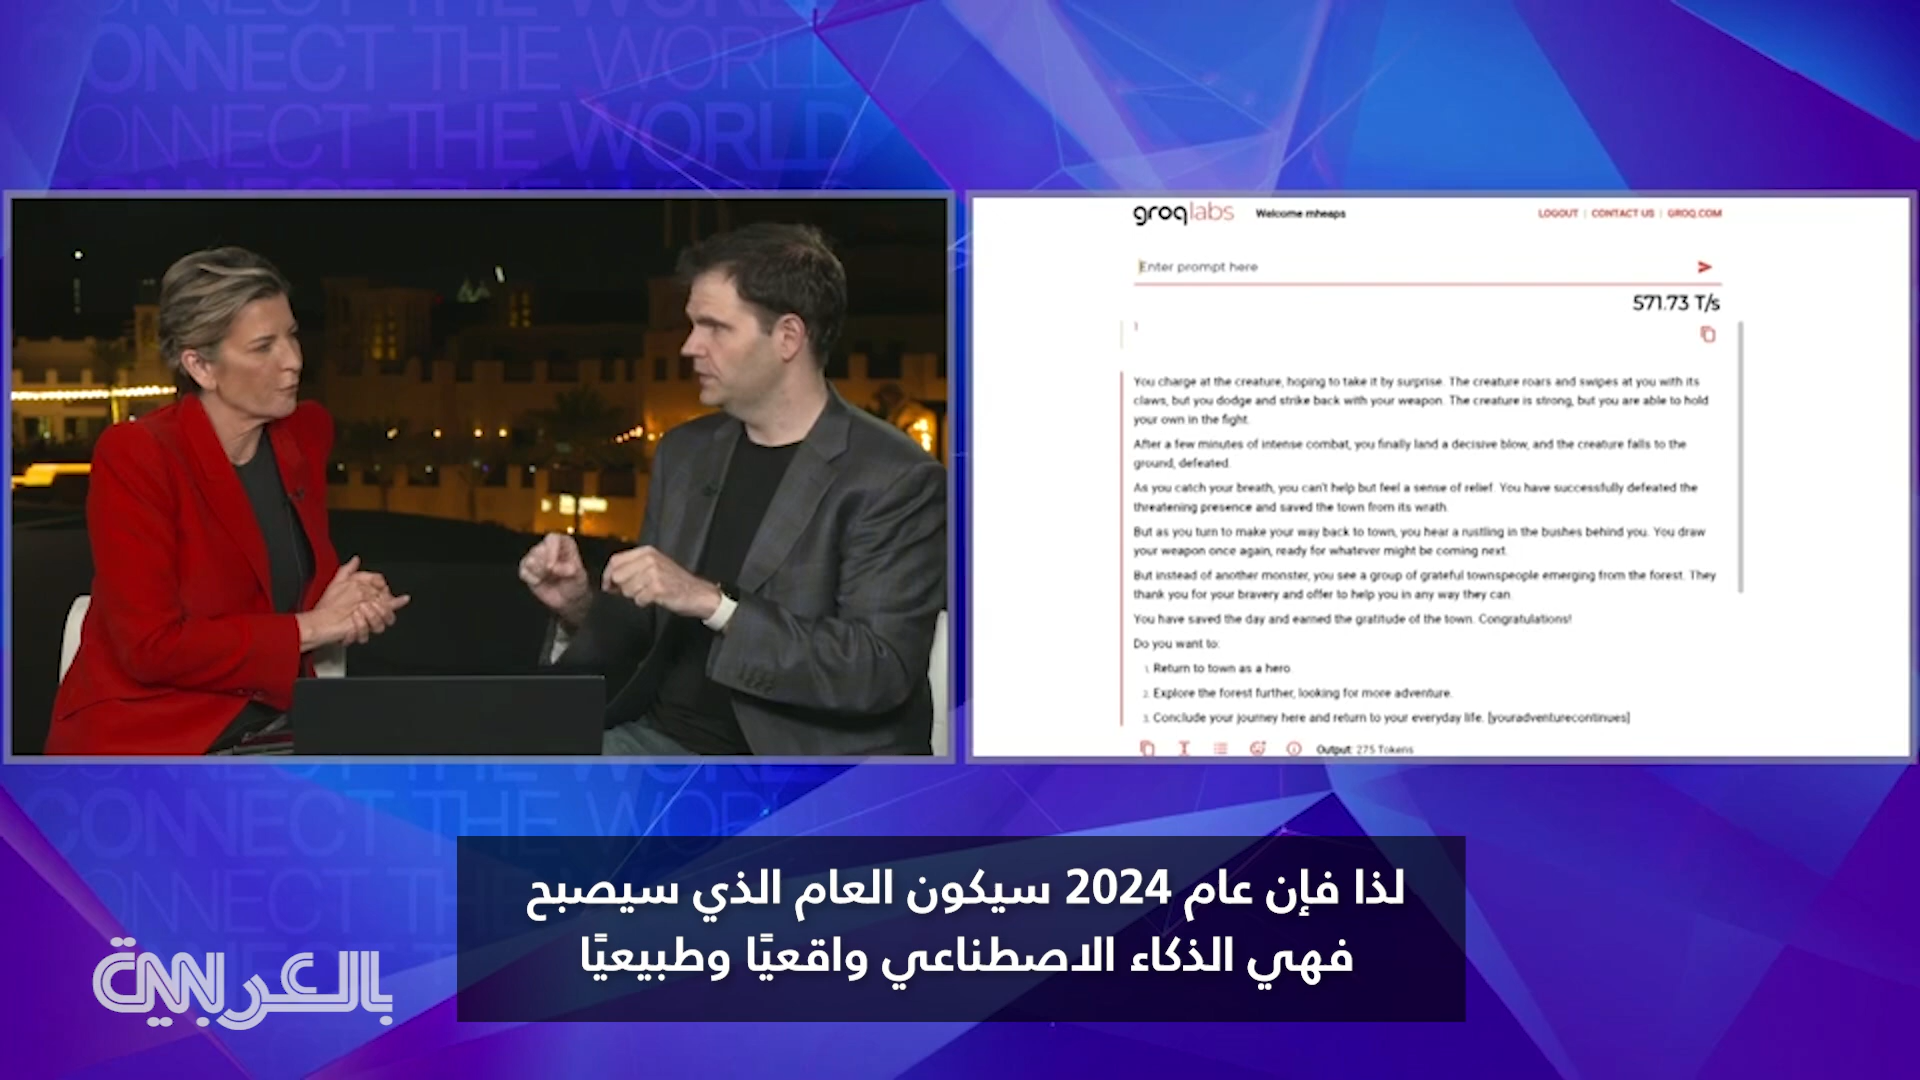 ONNECT THE WORLD
ONNECT THE WORLD
groqlabs Welcome mheaps LOGOUT | CONTACT US | GROQ.COM
Enter prompt here
571.73 T/s
You charge at the creature, hoping to take it by surprise. The creature roars and swipes at you with its
claws, but you dodge and strike back with your weapon. The creature is strong, but you are able to hold
your own in the fight.
After a few minutes of intense combat, you finally land a decisive blow, and the creature falls to the
ground, defeated.
As you catch your breath, you can't help but feel a sense of relief. You have successfully defeated the
threatening presence and saved the town from its wrath.
But as you turn to make your way back to town, you hear a rustling in the bushes behind you. You draw
your weapon once again, ready for whatever might be coming next.
But instead of another monster, you see a group of grateful townspeople emerging from the forest. They
thank you for your bravery and offer to help you in any way they can.
You have saved the day and earned the gratitude of the town. Congratulations!
Do you want to:
1. Return to town as a hero.
2. Explore the forest further, looking for more adventure.
3. Conclude your journey here and return to your everyday life. [youradventurecontinues]
Output: 275 Tokens
CONNECT THE WORLD
لذا فإن عام 2024 سيكون العام الذي سيصبح
فهي الذكاء الاصطناعي واقعيًا وطبيعيًا
CNN بالعربية